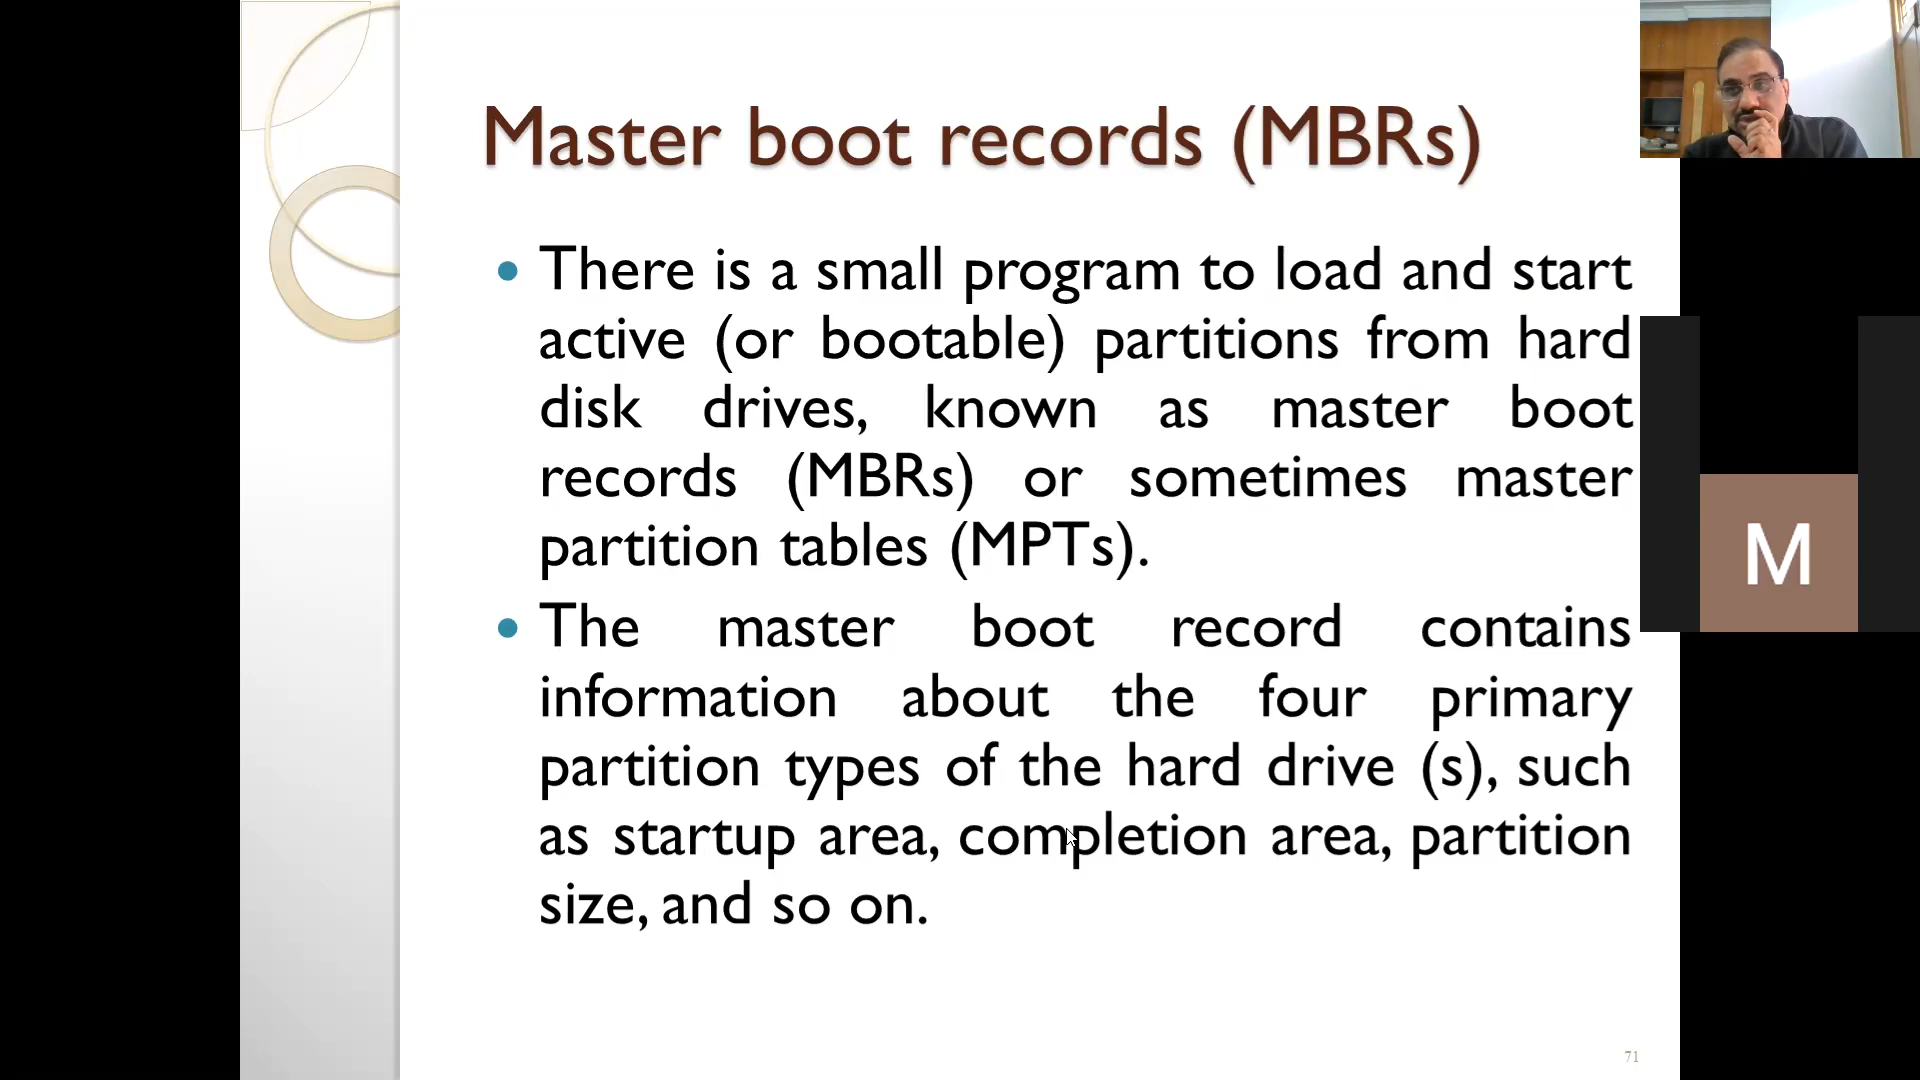 Master boot records (MBRs)
There is a small program to load and start
active (or bootable) partitions from hard
disk drives, known as master boot
records (MBRs) or sometimes master
partition tables (MPTs).
The master boot record contains
information about the four primary
partition types of the hard drive (s), such
as startup area, completion area, partition
size, and so on.
M
71